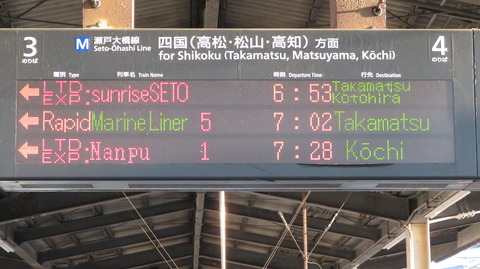 3 のりば M 瀬戸大橋線 Seto-Ōhashi Line 四国(高松・松山・高知)方面 for Shikoku (Takamatsu, Matsuyama, Kōchi) 4 のりば
種別 Type 列車名 Train Name 時刻 Departure Time 行先 Destination
← LTD EXP: sunriseSETO 6:53 Takamatsu Kotohira
← Rapid Marine Liner 5 7:02 Takamatsu
← LTD EXP: Nanpu 1 7:28 Kōchi